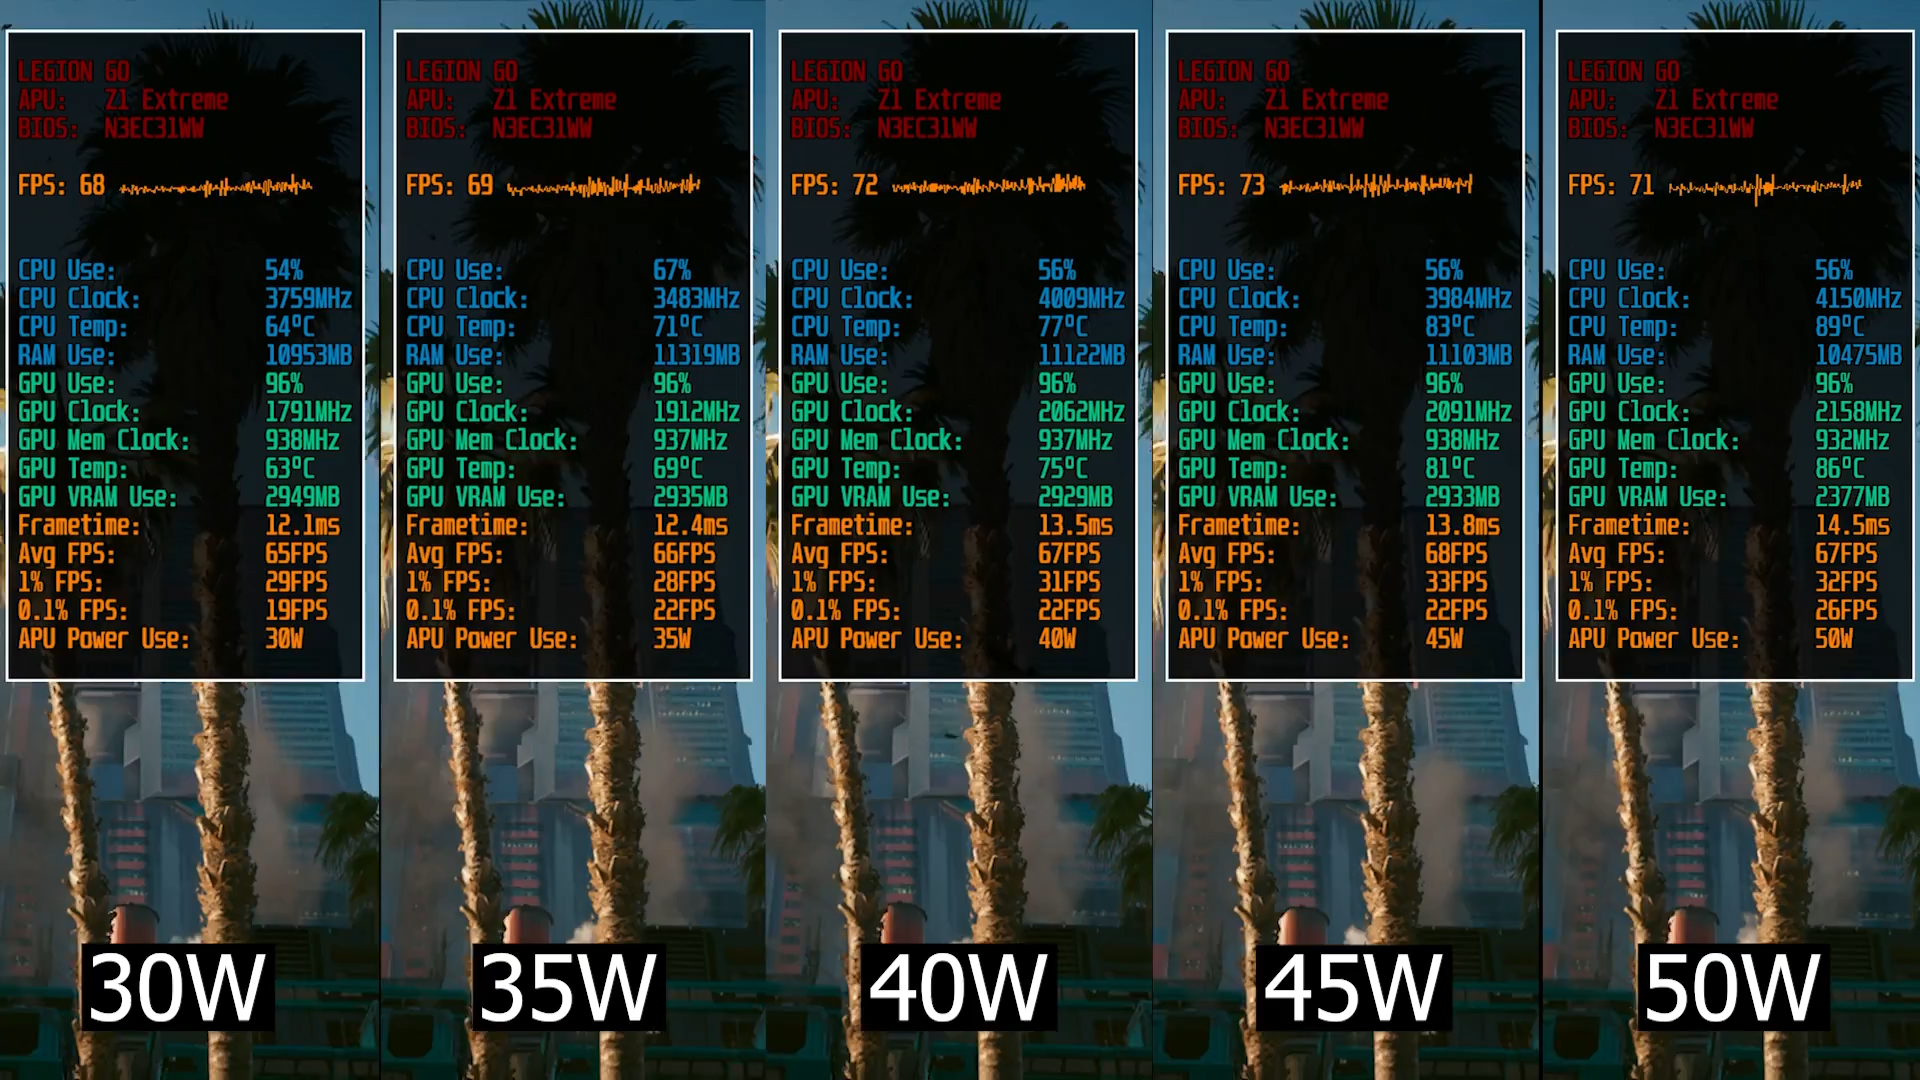 LEGION GO
APU: Z1 Extreme
BIOS: N3EC31WW
FPS: 68
CPU Use: 54%
CPU Clock: 3759MHz
CPU Temp: 64ºC
RAM Use: 10953MB
GPU Use: 96%
GPU Clock: 1791MHz
GPU Mem Clock: 938MHz
GPU Temp: 63ºC
GPU VRAM Use: 2949MB
Frametime: 12.1ms
Avg FPS: 65FPS
1% FPS: 29FPS
0.1% FPS: 19FPS
APU Power Use: 30W
30W
LEGION GO
APU: Z1 Extreme
BIOS: N3EC31WW
FPS: 69
CPU Use: 67%
CPU Clock: 3483MHz
CPU Temp: 71ºC
RAM Use: 11319MB
GPU Use: 96%
GPU Clock: 1912MHz
GPU Mem Clock: 937MHz
GPU Temp: 69ºC
GPU VRAM Use: 2935MB
Frametime: 12.4ms
Avg FPS: 66FPS
1% FPS: 28FPS
0.1% FPS: 22FPS
APU Power Use: 35W
35W
LEGION GO
APU: Z1 Extreme
BIOS: N3EC31WW
FPS: 72
CPU Use: 56%
CPU Clock: 4009MHz
CPU Temp: 77ºC
RAM Use: 11122MB
GPU Use: 96%
GPU Clock: 2062MHz
GPU Mem Clock: 937MHz
GPU Temp: 75ºC
GPU VRAM Use: 2929MB
Frametime: 13.5ms
Avg FPS: 67FPS
1% FPS: 31FPS
0.1% FPS: 22FPS
APU Power Use: 40W
40W
LEGION GO
APU: Z1 Extreme
BIOS: N3EC31WW
FPS: 73
CPU Use: 56%
CPU Clock: 3984MHz
CPU Temp: 83ºC
RAM Use: 11103MB
GPU Use: 96%
GPU Clock: 2091MHz
GPU Mem Clock: 938MHz
GPU Temp: 81ºC
GPU VRAM Use: 2933MB
Frametime: 13.8ms
Avg FPS: 68FPS
1% FPS: 33FPS
0.1% FPS: 22FPS
APU Power Use: 45W
45W
LEGION GO
APU: Z1 Extreme
BIOS: N3EC31WW
FPS: 71
CPU Use: 56%
CPU Clock: 4150MHz
CPU Temp: 89ºC
RAM Use: 10475MB
GPU Use: 96%
GPU Clock: 2158MHz
GPU Mem Clock: 932MHz
GPU Temp: 86ºC
GPU VRAM Use: 2377MB
Frametime: 14.5ms
Avg FPS: 67FPS
1% FPS: 32FPS
0.1% FPS: 26FPS
APU Power Use: 50W
50W